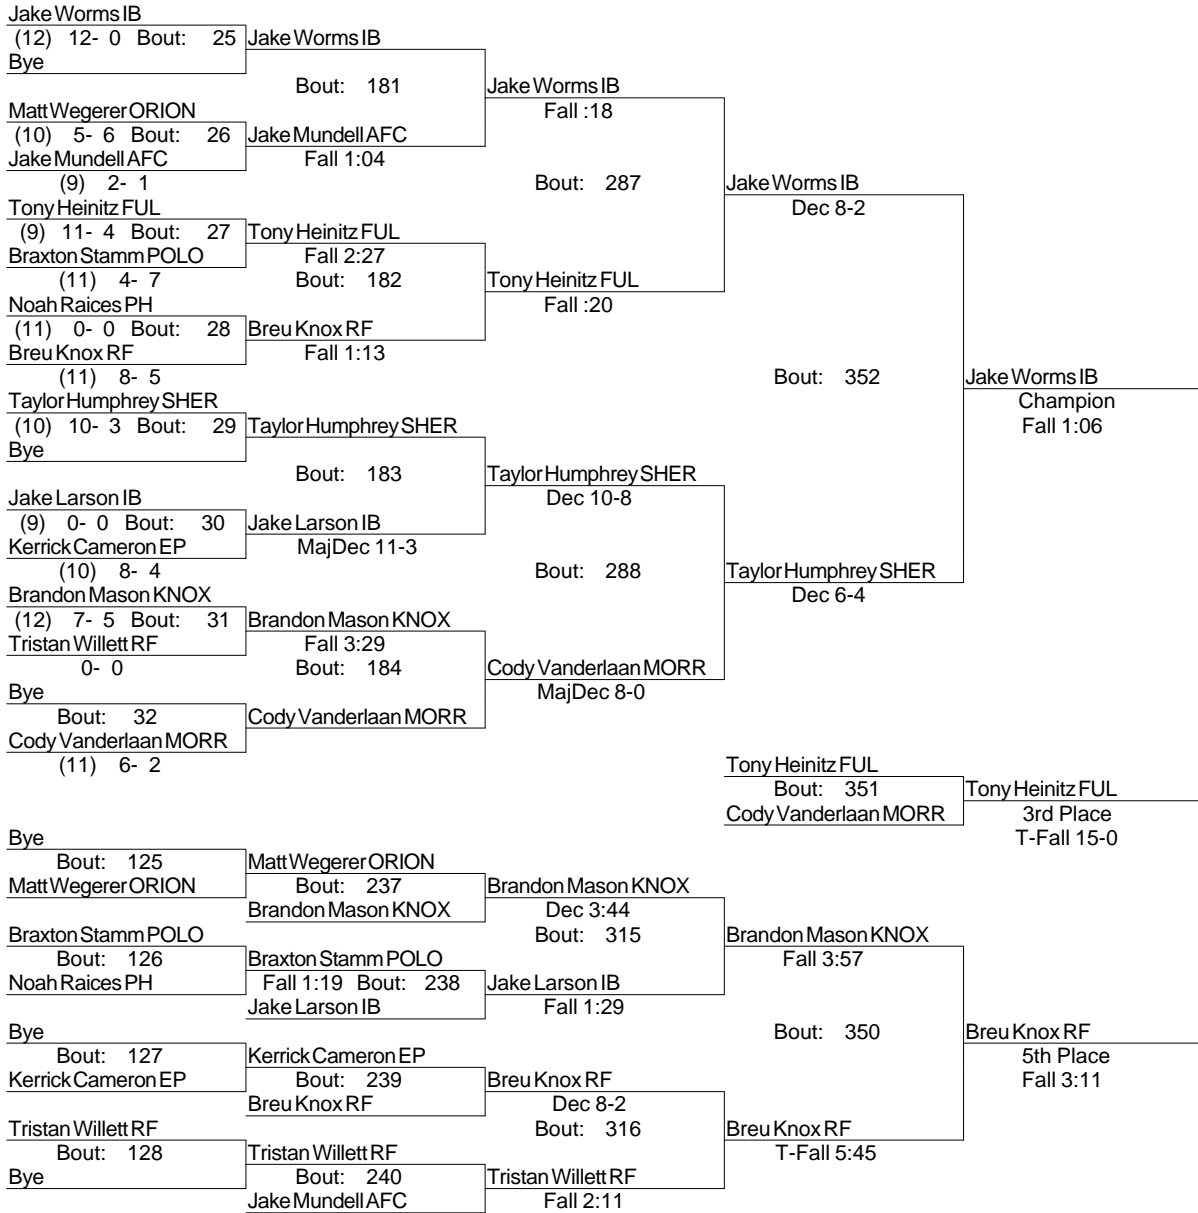 Jake Worms IB
(12) 12- 0 Bout: 25 Jake Worms IB
Bye
Bout: 181 Jake Worms IB
Matt Wegerer ORION Fall :18
(10) 5- 6 Bout: 26 Jake Mundell AFC
Jake Mundell AFC Fall 1:04
(9) 2- 1 Bout: 287 Jake Worms IB
Tony Heinitz FUL Dec 8-2
(9) 11- 4 Bout: 27 Tony Heinitz FUL
Braxton Stamm POLO Fall 2:27
(11) 4- 7 Bout: 182 Tony Heinitz FUL
Noah Raices PH Fall :20
(11) 0- 0 Bout: 28 Breu Knox RF
Breu Knox RF Fall 1:13
(11) 8- 5 Bout: 352 Jake Worms IB
Taylor Humphrey SHER Champion
(10) 10- 3 Bout: 29 Taylor Humphrey SHER Fall 1:06
Bye
Bout: 183 Taylor Humphrey SHER
Jake Larson IB Dec 10-8
(9) 0- 0 Bout: 30 Jake Larson IB
Kerrick Cameron EP MajDec 11-3
(10) 8- 4 Bout: 288 Taylor Humphrey SHER
Brandon Mason KNOX Dec 6-4
(12) 7- 5 Bout: 31 Brandon Mason KNOX
Tristan Willett RF Fall 3:29
0- 0 Bout: 184 Cody Vanderlaan MORR
Bye MajDec 8-0
Bout: 32 Cody Vanderlaan MORR
Cody Vanderlaan MORR
(11) 6- 2 Tony Heinitz FUL
Bout: 351 Tony Heinitz FUL
Cody Vanderlaan MORR 3rd Place
Bye T-Fall 15-0
Bout: 125 Matt Wegerer ORION
Matt Wegerer ORION Bout: 237 Brandon Mason KNOX
Brandon Mason KNOX Dec 3:44
Braxton Stamm POLO Bout: 315 Brandon Mason KNOX
Bout: 126 Braxton Stamm POLO Fall 3:57
Noah Raices PH Fall 1:19 Bout: 238 Jake Larson IB
Jake Larson IB Fall 1:29
Bye Bout: 350 Breu Knox RF
Bout: 127 Kerrick Cameron EP 5th Place
Kerrick Cameron EP Bout: 239 Breu Knox RF Fall 3:11
Breu Knox RF Dec 8-2
Tristan Willett RF Bout: 316 Breu Knox RF
Bout: 128 Tristan Willett RF T-Fall 5:45
Bye Bout: 240 Tristan Willett RF
Jake Mundell AFC Fall 2:11